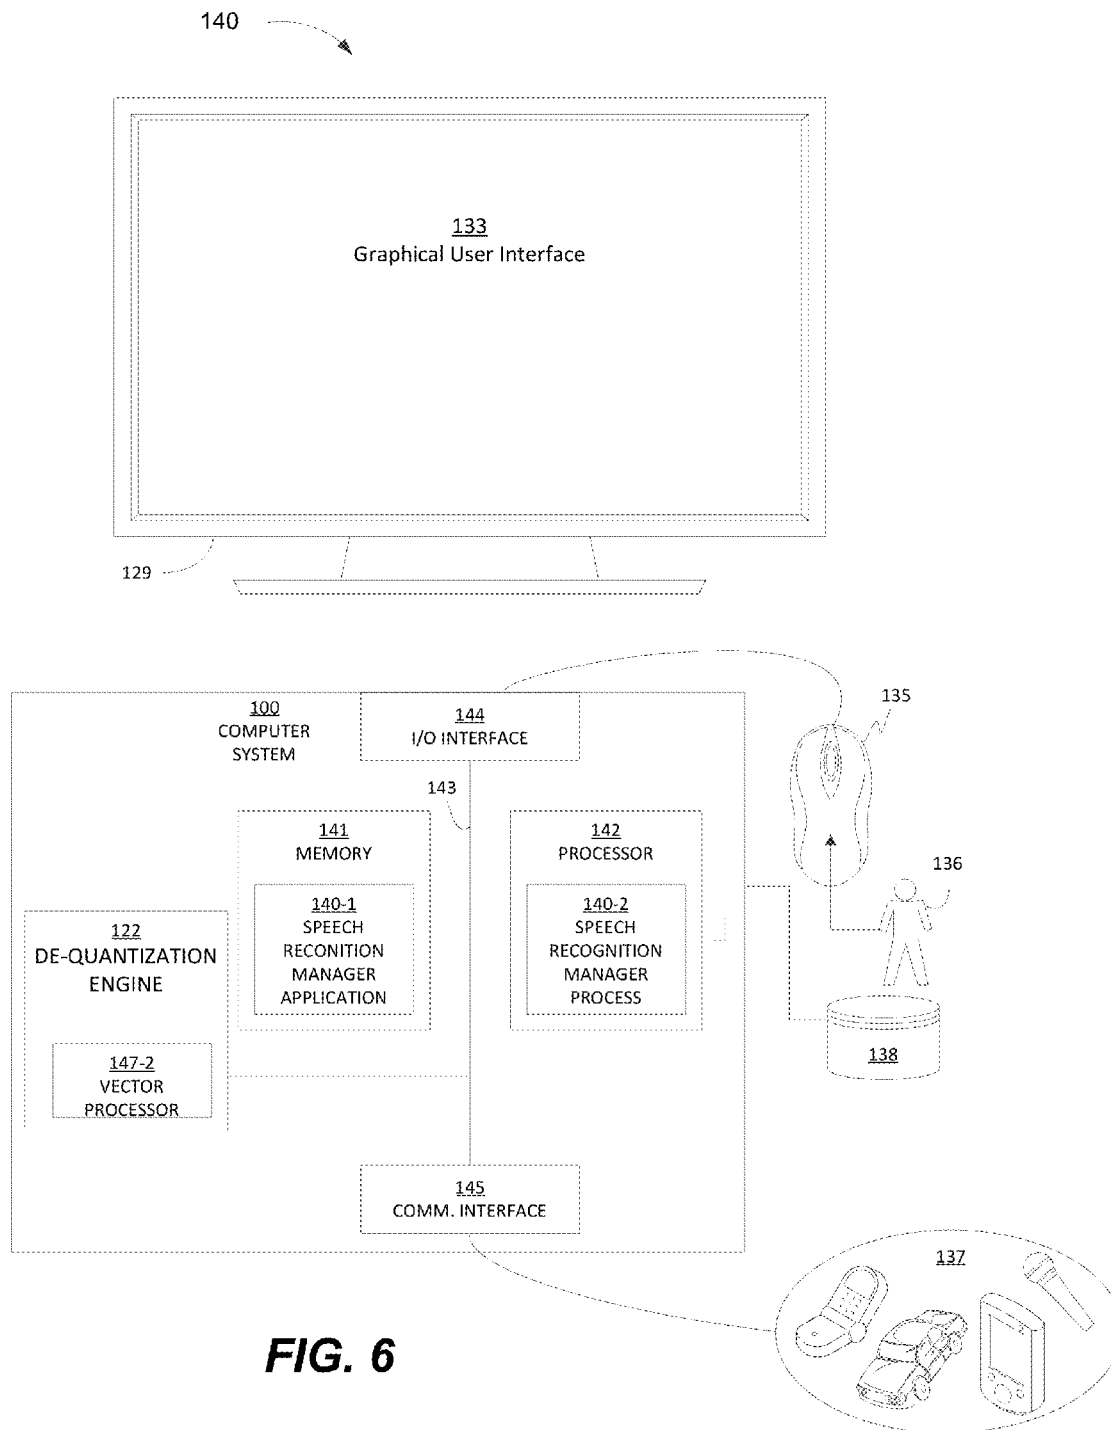 140
133
Graphical User Interface
129
135
100
COMPUTER
SYSTEM
144
I/O INTERFACE
143
141
MEMORY
142
PROCESSOR
136
140-1
SPEECH
RECONITION
MANAGER
APPLICATION
140-2
SPEECH
RECOGNITION
MANAGER
PROCESS
122
DE-QUANTIZATION
ENGINE
138
147-2
VECTOR
PROCESSOR
145
COMM. INTERFACE
137
FIG. 6